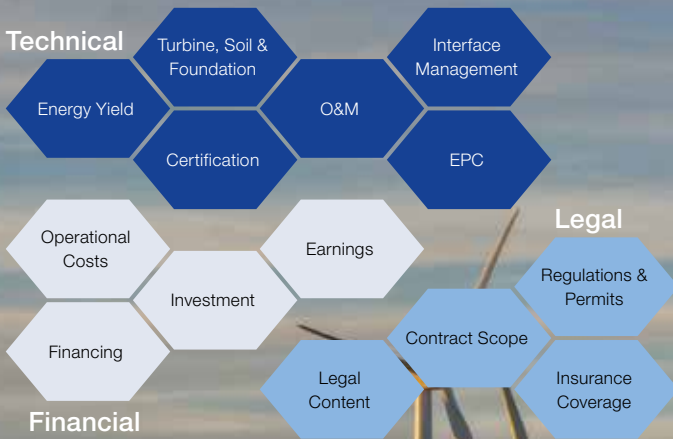 Technical
Turbine, Soil &
Foundation
Interface
Management
Energy Yield
O&M
Certification
EPC
Operational
Costs
Earnings
Investment
Financing
Financial
Legal
Regulations &
Permits
Contract Scope
Legal
Content
Insurance
Coverage